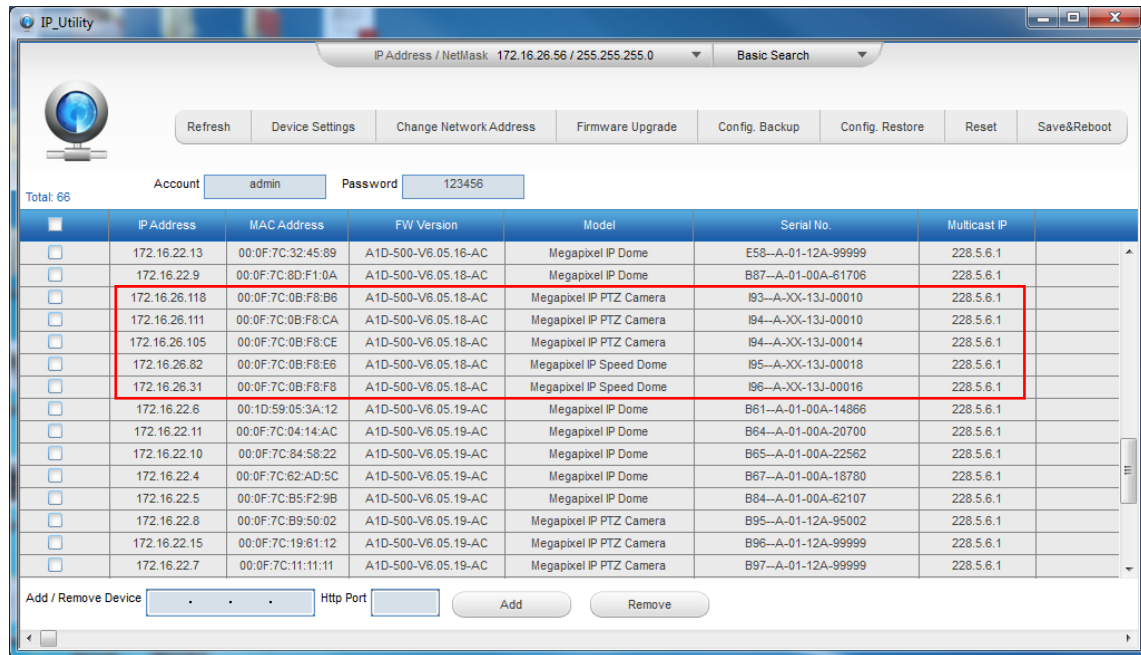 IP_Utility
IP Address / NetMask 172.16.26.56 / 255.255.255.0 Basic Search
Refresh Device Settings Change Network Address Firmware Upgrade Config. Backup Config. Restore Reset Save&Reboot
Account admin Password 123456
Total: 66
IP Address MAC Address FW Version Model Serial No. Multicast IP
172.16.22.13 00:0F:7C:32:45:89 A1D-500-V6.05.16-AC Megapixel IP Dome E58--A-01-12A-99999 228.5.6.1
172.16.22.9 00:0F:7C:8D:F1:0A A1D-500-V6.05.18-AC Megapixel IP Dome B87--A-01-00A-61706 228.5.6.1
172.16.26.118 00:0F:7C:0B:F8:B6 A1D-500-V6.05.18-AC Megapixel IP PTZ Camera I93--A-XX-13J-00010 228.5.6.1
172.16.26.111 00:0F:7C:0B:F8:CA A1D-500-V6.05.18-AC Megapixel IP PTZ Camera I94--A-XX-13J-00010 228.5.6.1
172.16.26.105 00:0F:7C:0B:F8:CE A1D-500-V6.05.18-AC Megapixel IP PTZ Camera I94--A-XX-13J-00014 228.5.6.1
172.16.26.82 00:0F:7C:0B:F8:E6 A1D-500-V6.05.18-AC Megapixel IP Speed Dome I95--A-XX-13J-00018 228.5.6.1
172.16.26.31 00:0F:7C:0B:F8:F8 A1D-500-V6.05.18-AC Megapixel IP Speed Dome I96--A-XX-13J-00016 228.5.6.1
172.16.22.6 00:1D:59:05:3A:12 A1D-500-V6.05.19-AC Megapixel IP Dome B61--A-01-00A-14866 228.5.6.1
172.16.22.11 00:0F:7C:04:14:AC A1D-500-V6.05.19-AC Megapixel IP Dome B64--A-01-00A-20700 228.5.6.1
172.16.22.10 00:0F:7C:84:58:22 A1D-500-V6.05.19-AC Megapixel IP Dome B65--A-01-00A-22562 228.5.6.1
172.16.22.4 00:0F:7C:62:AD:5C A1D-500-V6.05.19-AC Megapixel IP Dome B67--A-01-00A-18780 228.5.6.1
172.16.22.5 00:0F:7C:B5:F2:9B A1D-500-V6.05.19-AC Megapixel IP Dome B84--A-01-00A-62107 228.5.6.1
172.16.22.8 00:0F:7C:B9:50:02 A1D-500-V6.05.19-AC Megapixel IP PTZ Camera B95--A-01-12A-95002 228.5.6.1
172.16.22.15 00:0F:7C:19:61:12 A1D-500-V6.05.19-AC Megapixel IP PTZ Camera B96--A-01-12A-99999 228.5.6.1
172.16.22.7 00:0F:7C:11:11:11 A1D-500-V6.05.19-AC Megapixel IP PTZ Camera B97--A-01-12A-99999 228.5.6.1
Add / Remove Device . . . Http Port Add Remove